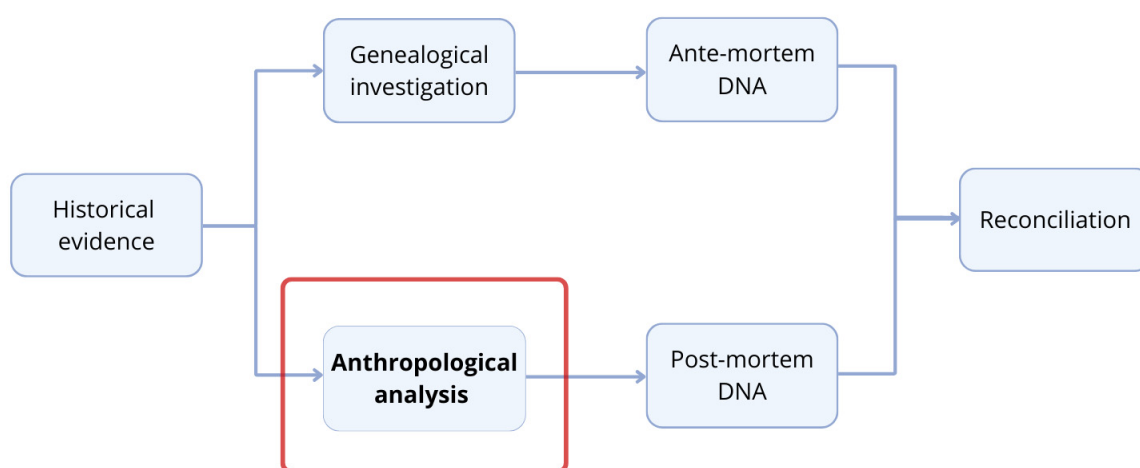 Genealogical
investigation
Ante-mortem
DNA
Historical
evidence
Reconciliation
Anthropological
analysis
Post-mortem
DNA